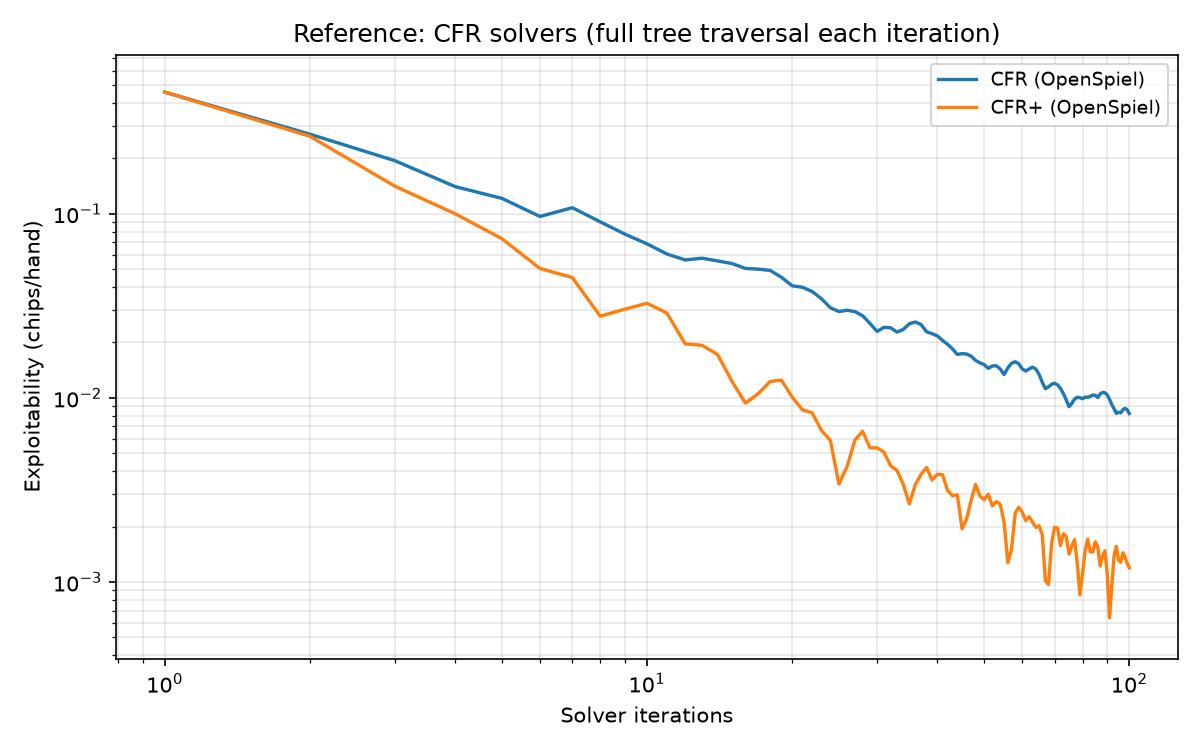 Reference: CFR solvers (full tree traversal each iteration)
CFR (OpenSpiel)
CFR+ (OpenSpiel)
Exploitability (chips/hand)
10⁻¹
10⁻²
10⁻³
10⁰
10¹
10²
Solver iterations